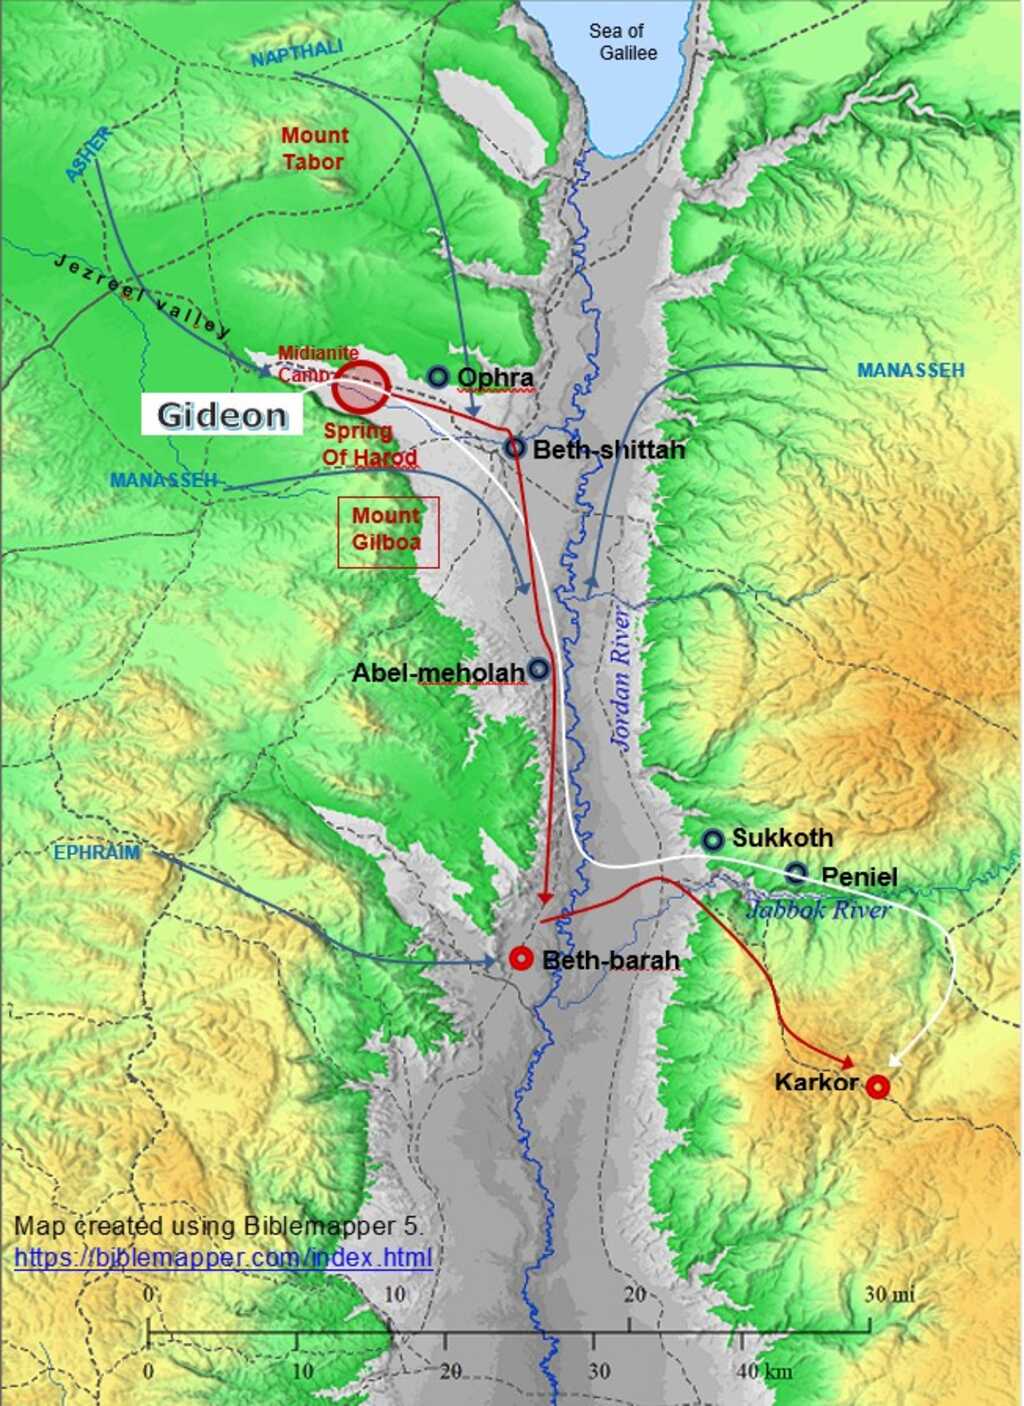 Sea of
Galilee
NAPTHALI
Mount
Tabor
ASHER
Jezreel valley
Midianite
Camp
Ophra
MANASSEH
Gideon
Spring
Of Harod
Beth-shittah
MANASSEH
Mount
Gilboa
Jordan River
Abel-meholah
Sukkoth
EPHRAIM
Peniel
Jabbok River
Beth-barah
Karkor
Map created using Biblemapper 5.
https://biblemapper.com/index.html
0 10 20 30 mi
0 10 20 30 40 km